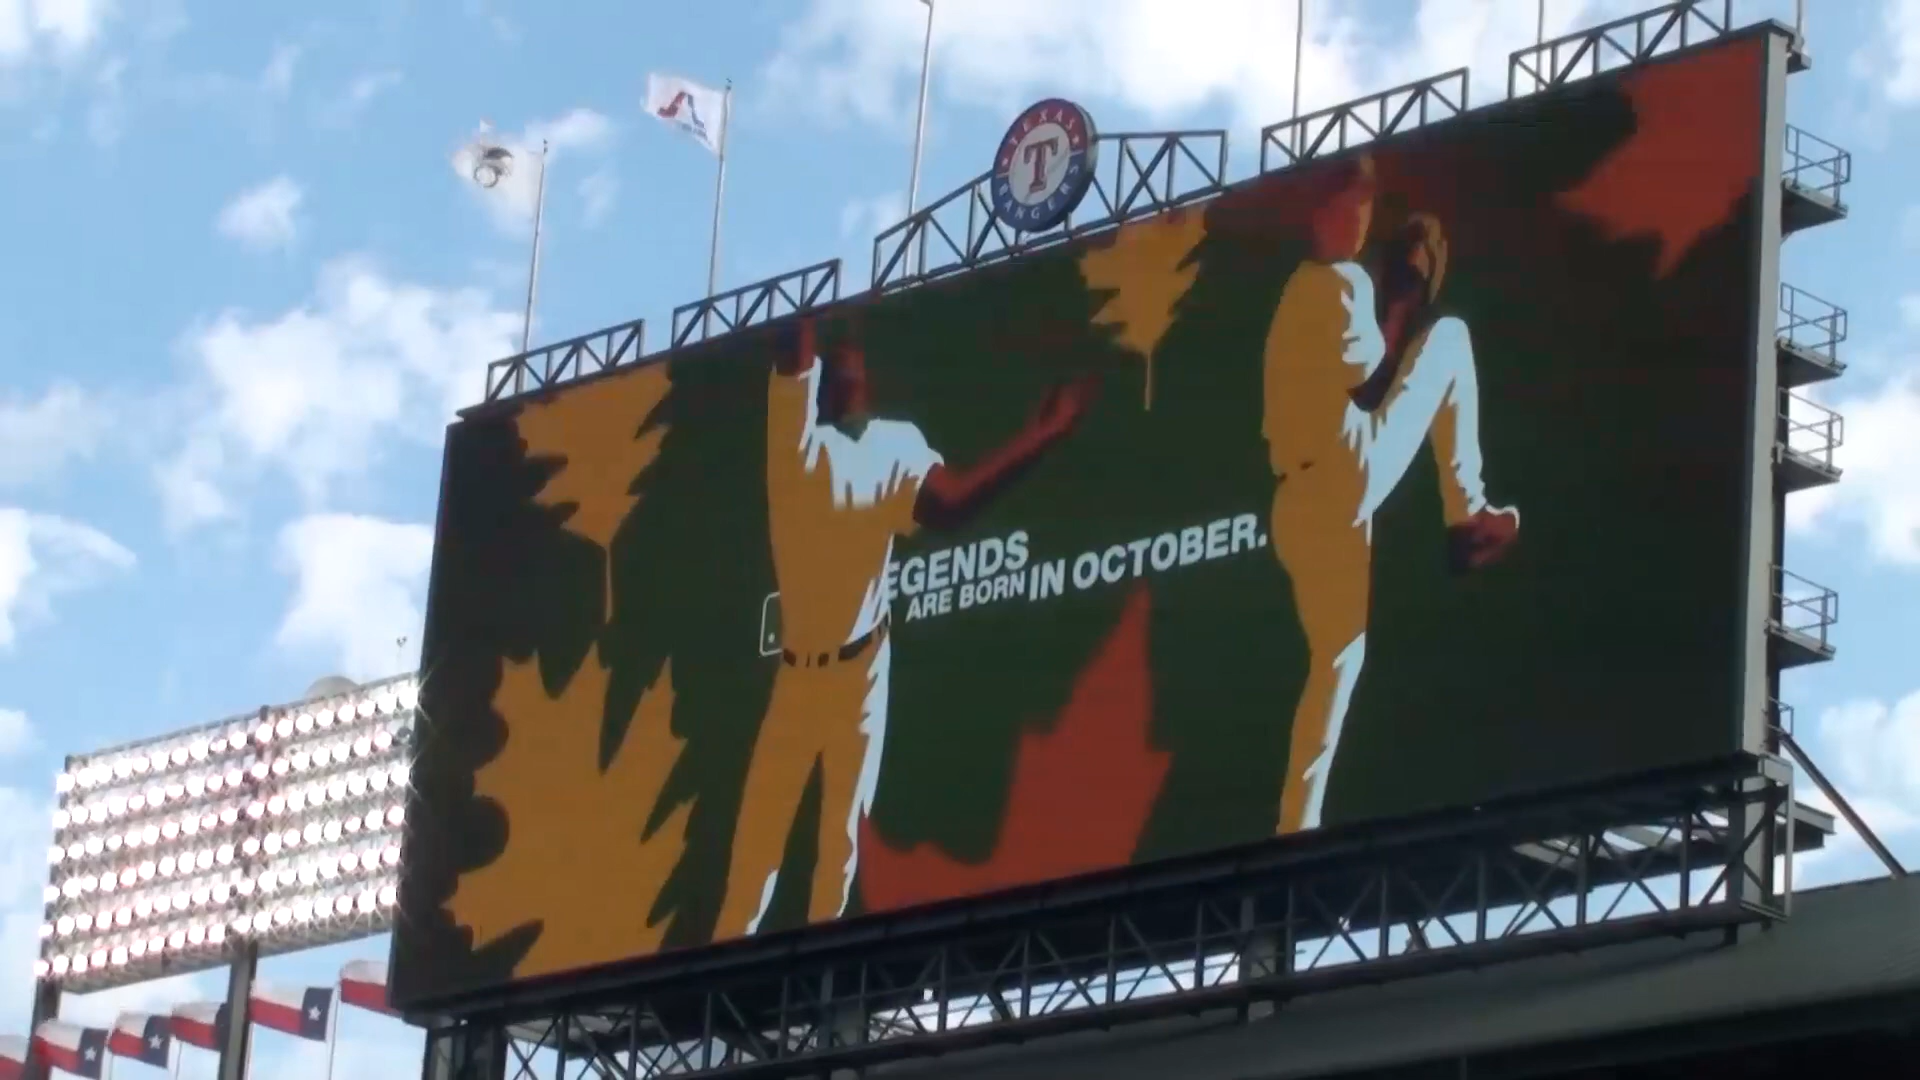 TEXAS
T
RANGERS
EGENDS
ARE BORN IN OCTOBER.